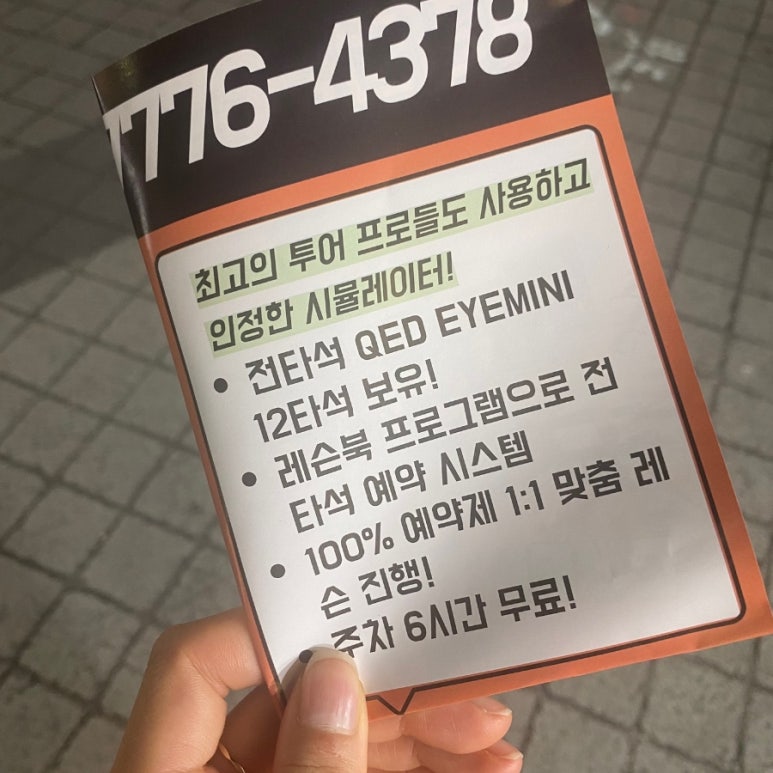 7776-4378
최고의 투어 프로들도 사용하고
인정한 시뮬레이터!
• 전타석 QED EYEMINI
12타석 보유!
• 레슨북 프로그램으로 전
타석 예약 시스템
• 100% 예약제 1:1 맞춤 레
슨 진행!
• 주차 6시간 무료!